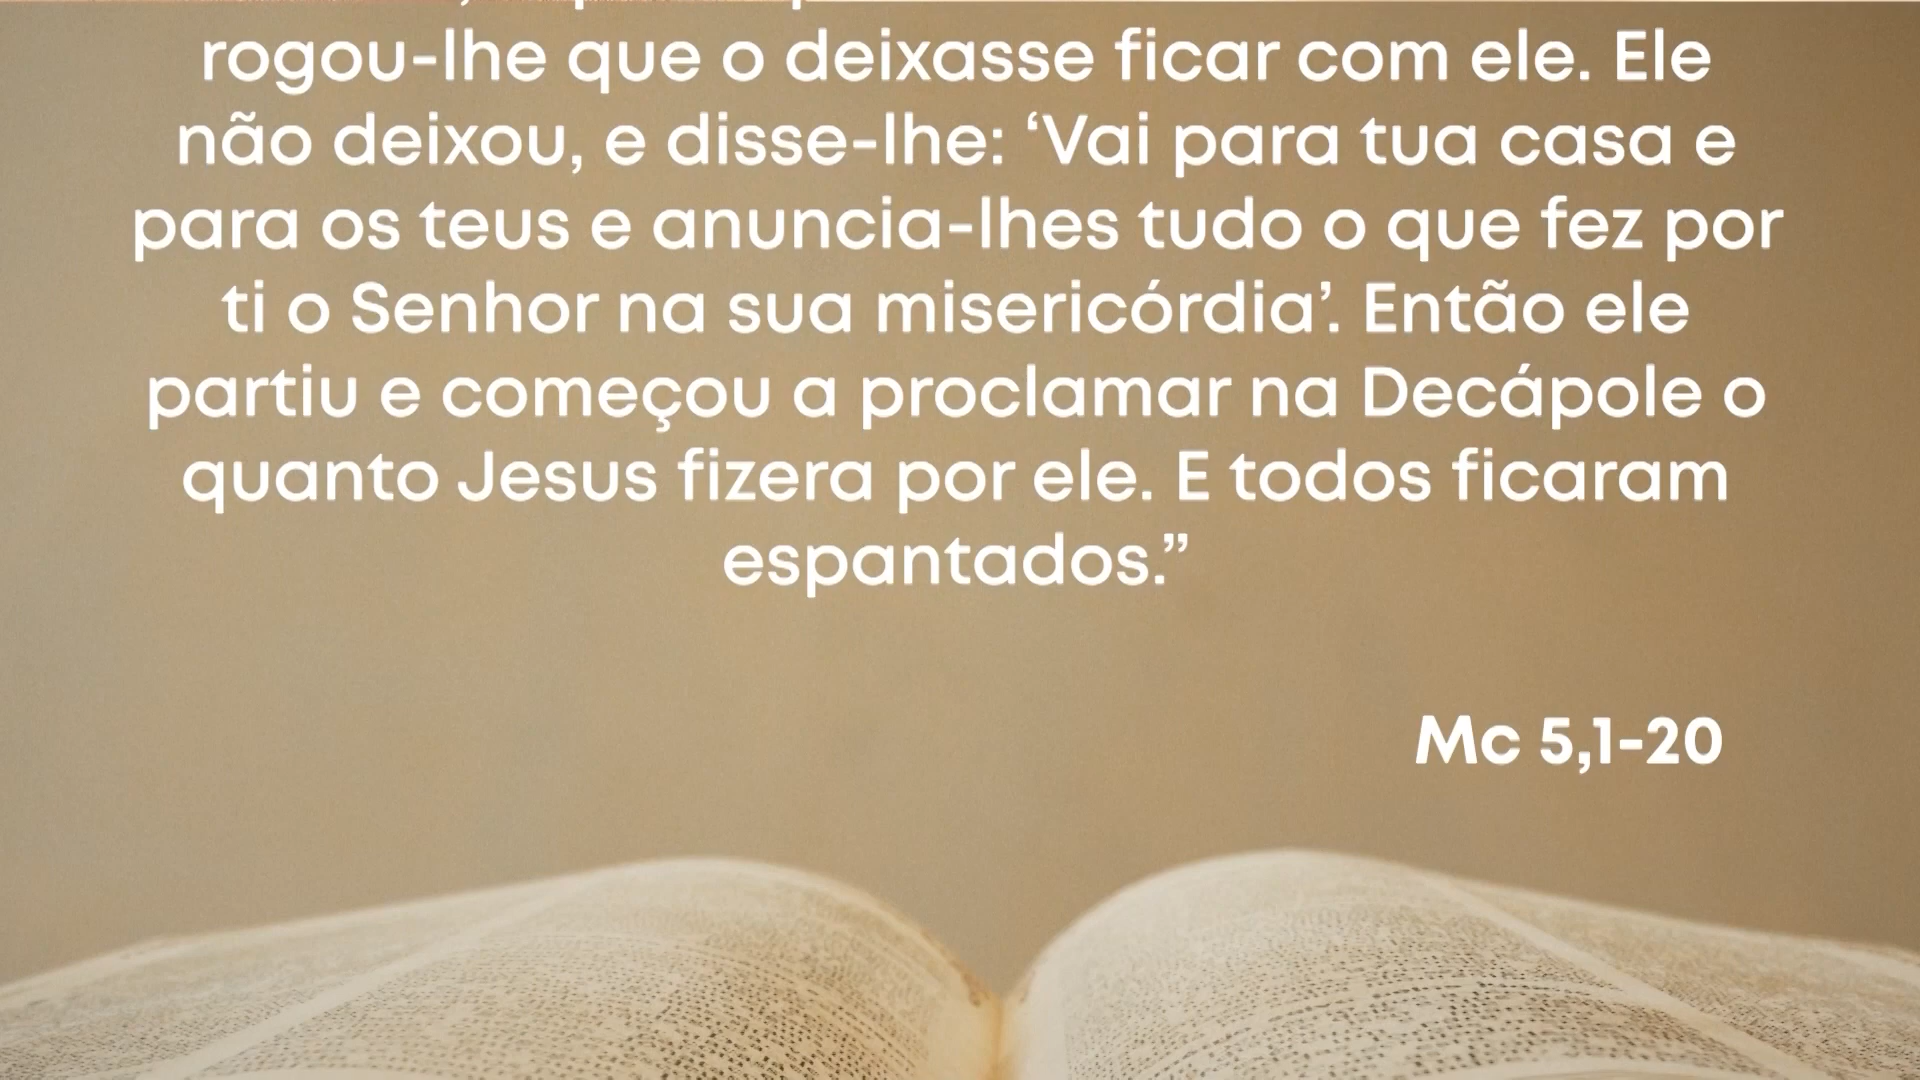 rogou-lhe que o deixasse ficar com ele. Ele
não deixou, e disse-lhe: ‘Vai para tua casa e
para os teus e anuncia-lhes tudo o que fez por
ti o Senhor na sua misericórdia’. Então ele
partiu e começou a proclamar na Decápole o
quanto Jesus fizera por ele. E todos ficaram
espantados.”
Mc 5,1-20